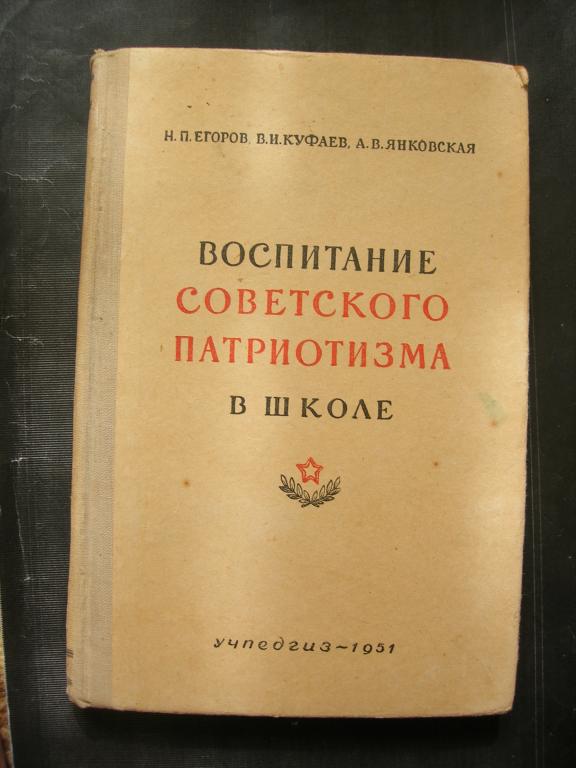 Н.П. ЕГОРОВ, В.И. КУФАЕВ, А.В. ЯНКОВСКАЯ
ВОСПИТАНИЕ
СОВЕТСКОГО
ПАТРИОТИЗМА
В ШКОЛЕ
УЧПЕДГИЗ~1951